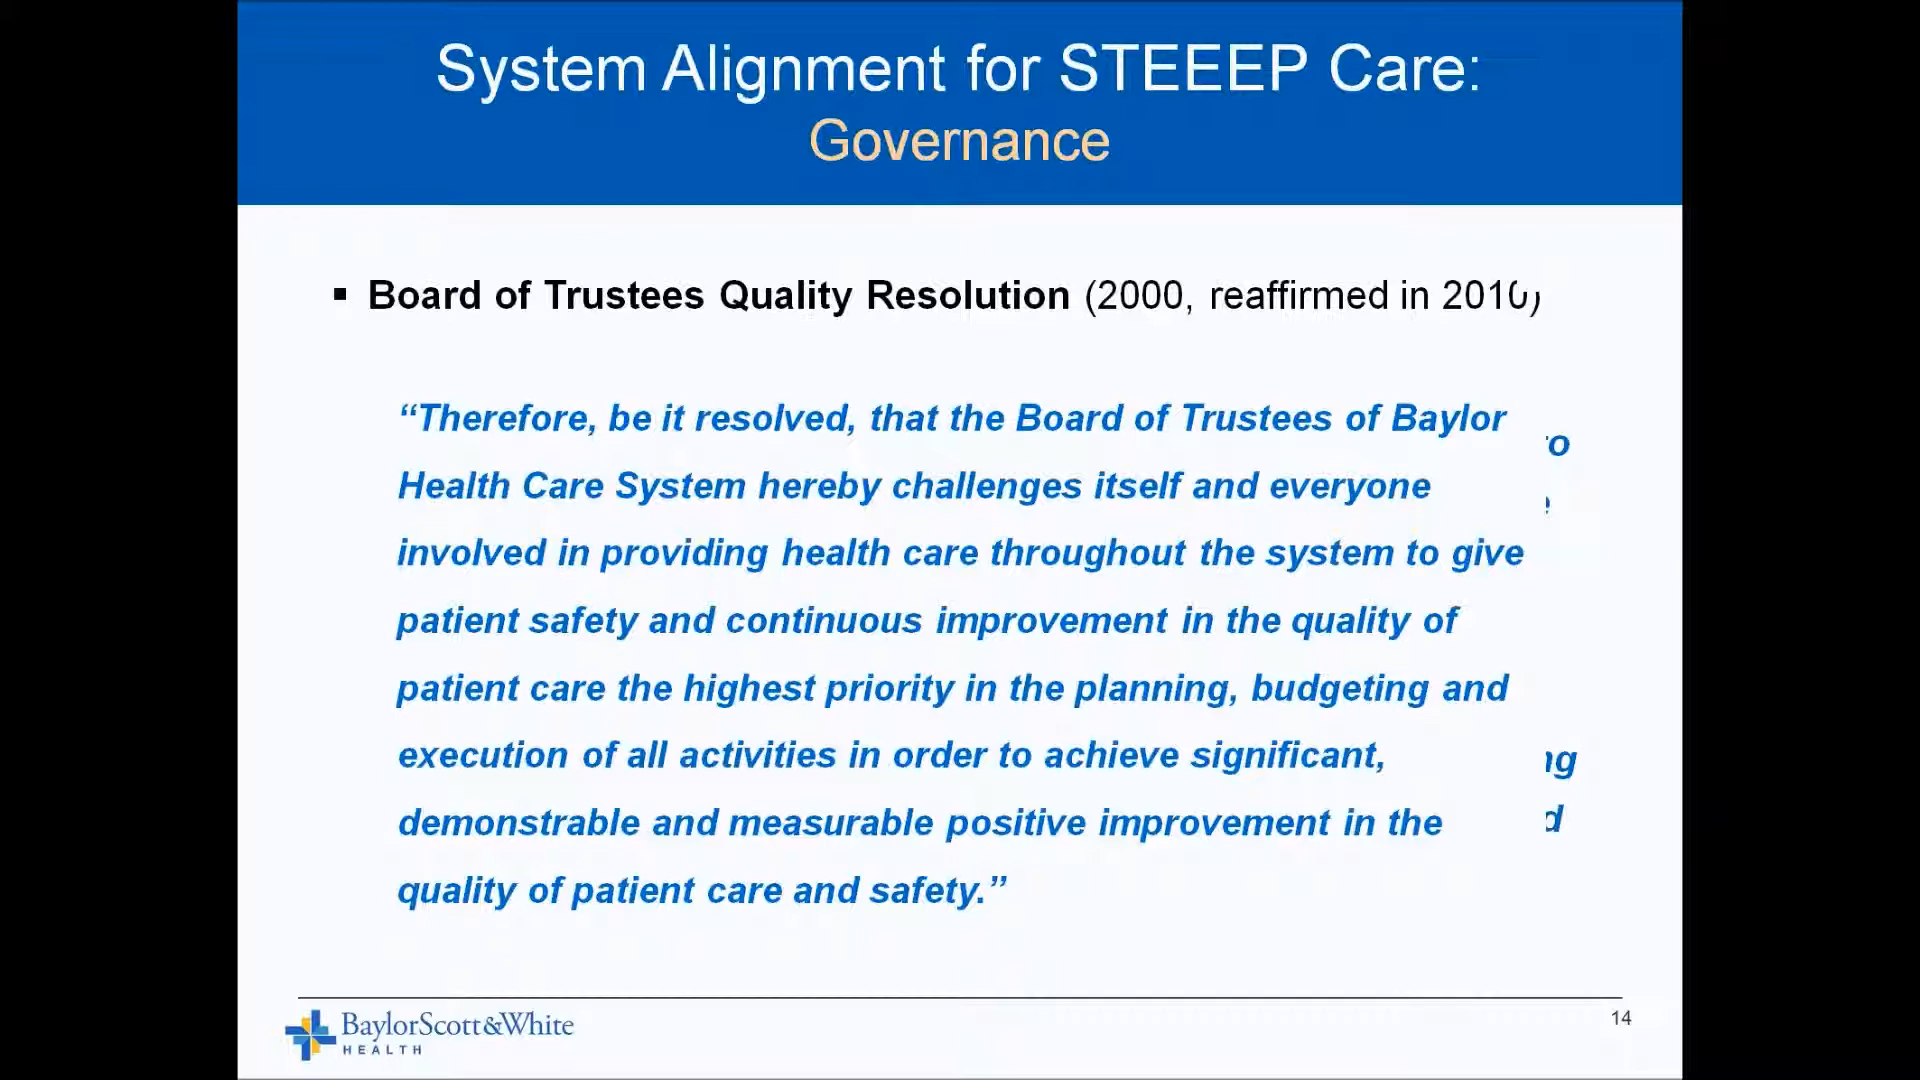 System Alignment for STEEEP Care:
Governance
▪ Board of Trustees Quality Resolution (2000, reaffirmed in 2010)
“Therefore, be it resolved, that the Board of Trustees of Baylor
Health Care System hereby challenges itself and everyone
involved in providing health care throughout the system to give
patient safety and continuous improvement in the quality of
patient care the highest priority in the planning, budgeting and
execution of all activities in order to achieve significant,
demonstrable and measurable positive improvement in the
quality of patient care and safety.”
BaylorScott&White
HEALTH
14